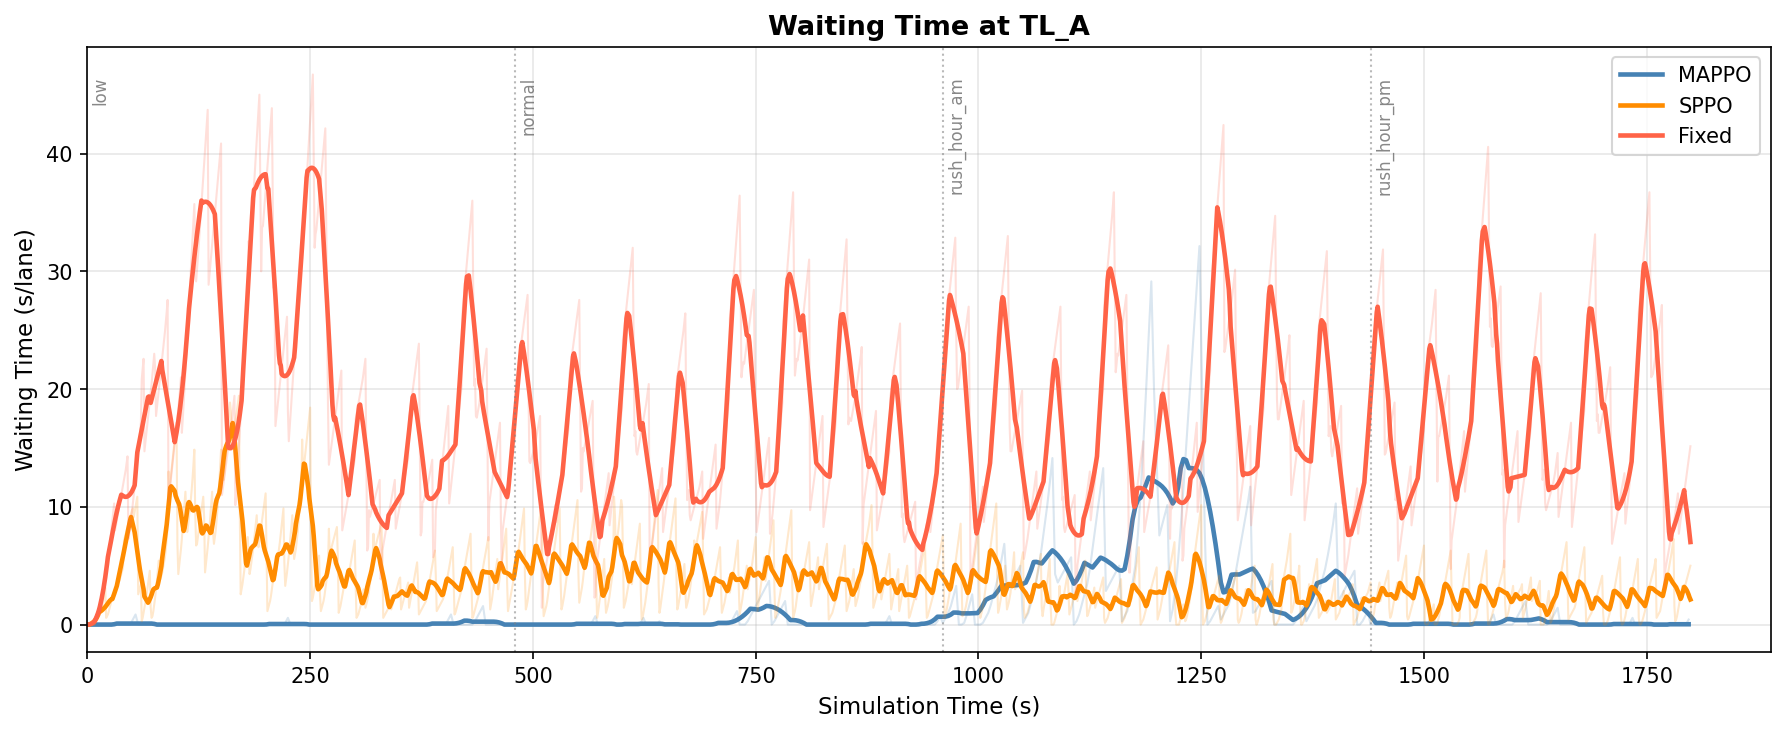 Waiting Time at TL_A
low
normal
rush_hour_am
rush_hour_pm
MAPPO
SPPO
Fixed
Waiting Time (s/lane)
40
30
20
10
0
0
250
500
750
1000
1250
1500
1750
Simulation Time (s)